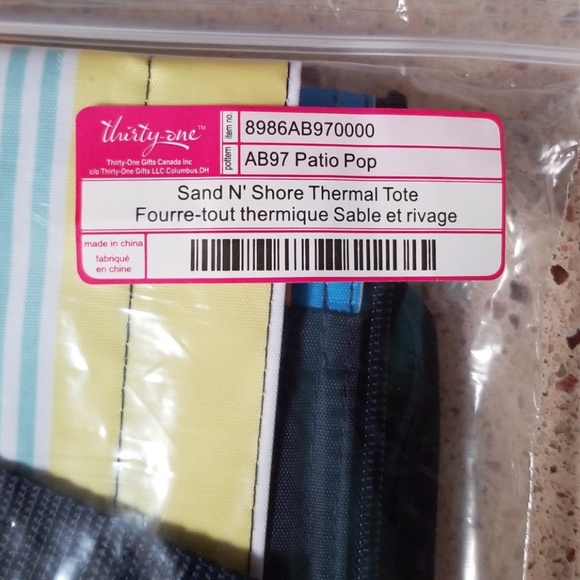 thirty-one™
Thirty-One Gifts Canada Inc
c/o Thirty-One Gifts LLC Columbus,OH
item no.
8986AB970000
pattern
AB97 Patio Pop
Sand N' Shore Thermal Tote
Fourre-tout thermique Sable et rivage
made in china
fabriqué
en chine